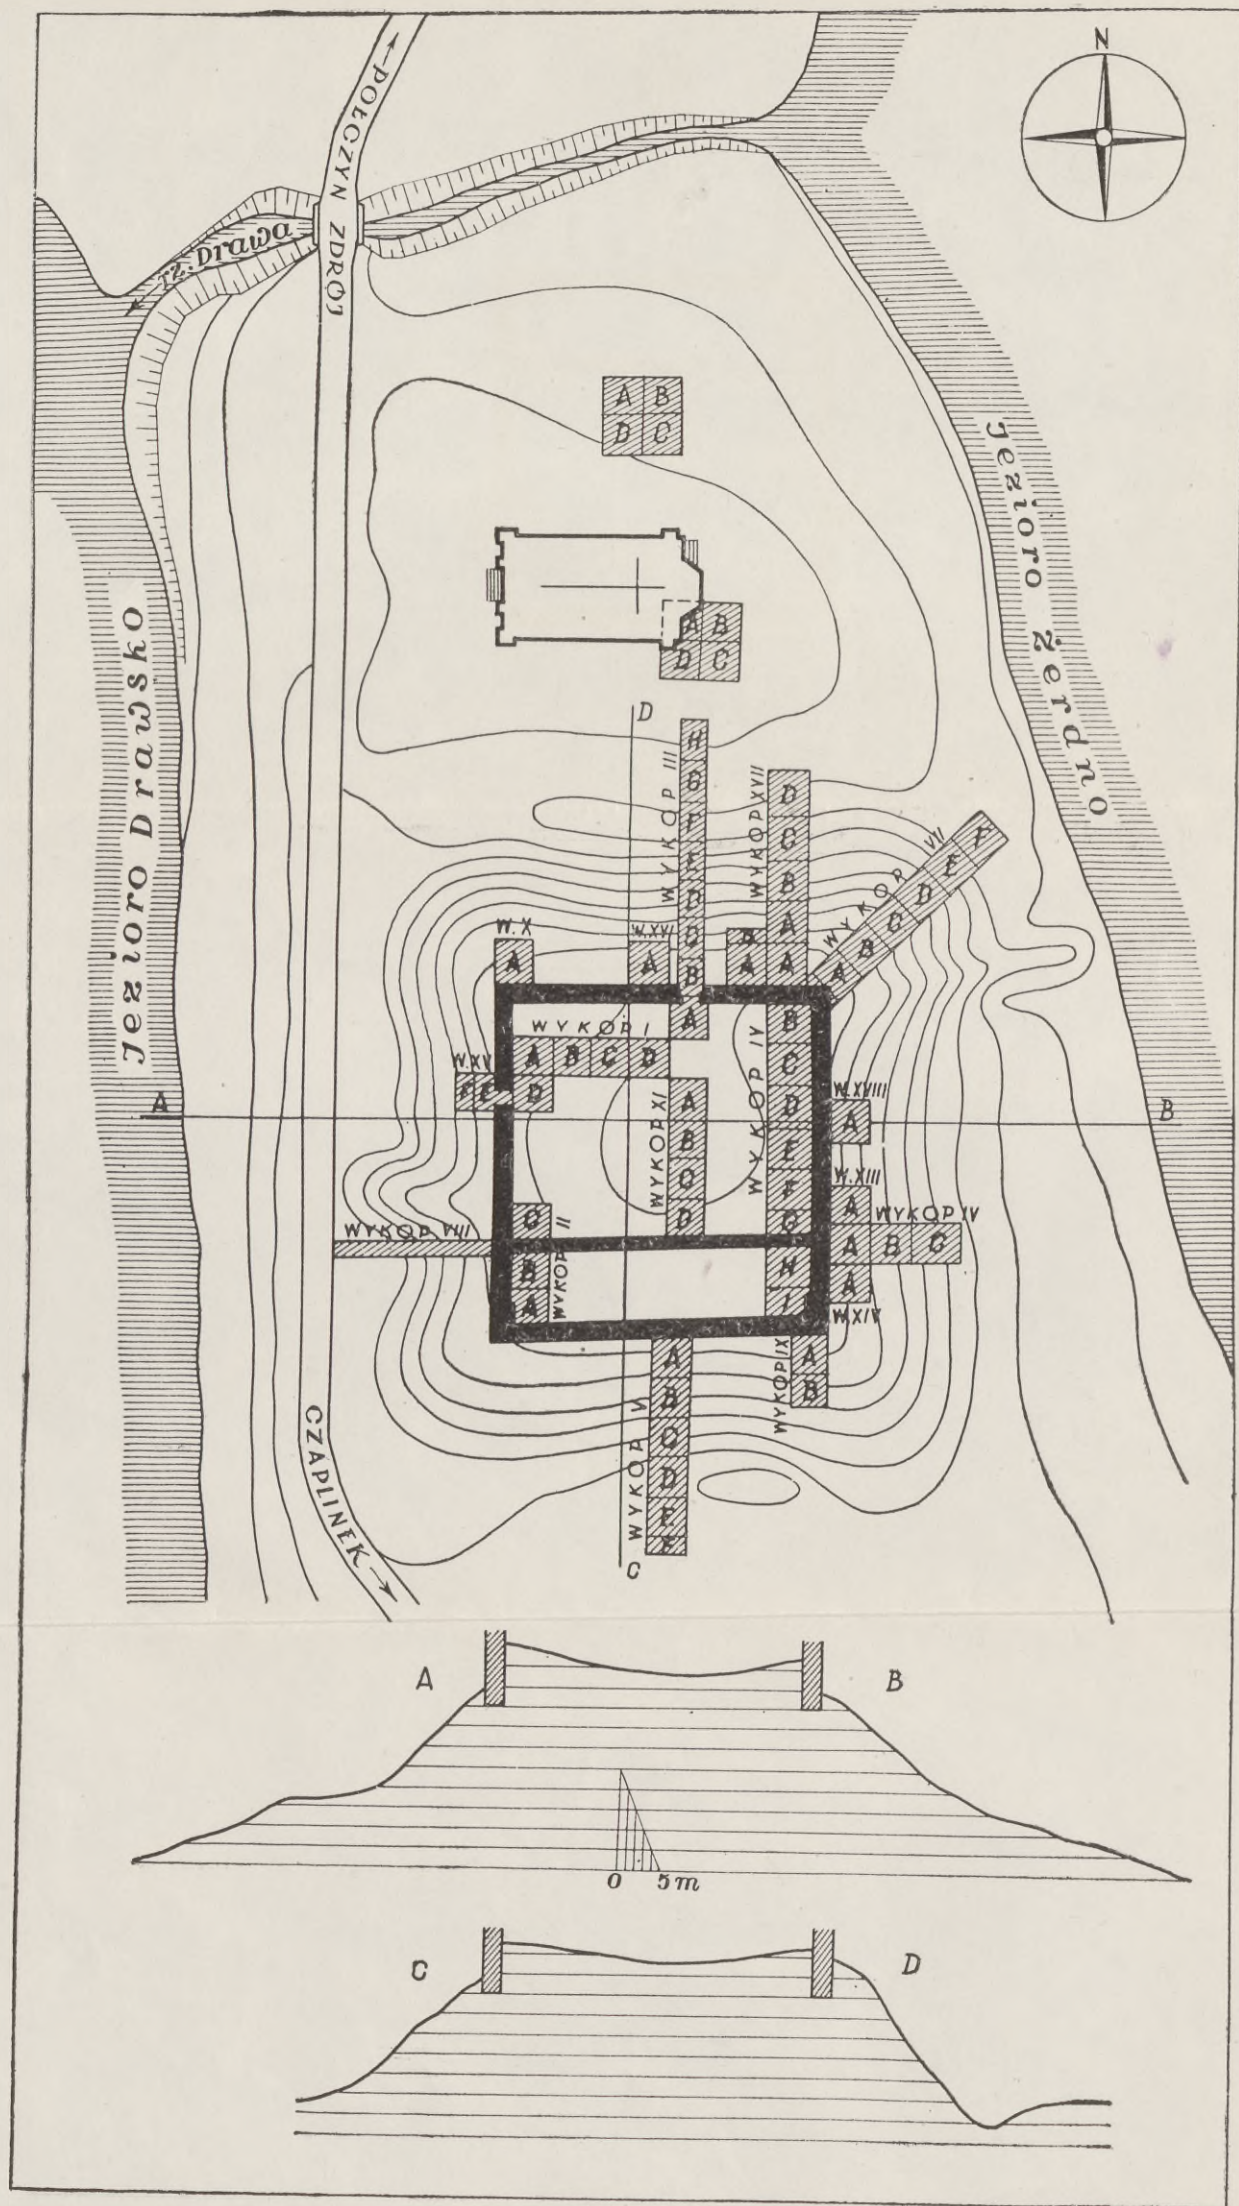 N
← POŁCZYN ZDRÓJ
rz. Drawa
A B
D C
Jezioro Żerdno
Jezioro Drawsko
A B
D C
D
WYKOP III
H
G
F
E
D
C
B
A
WYKOP XVII
D
C
B
A
WYKOP VII
A B C D E F
W. X
A
W. XVI
A
A
A
WYKOP I
A B C D
WYKOP IV
B
C
D
E
F
G
H
I
W. XV
F E D
A
B
WYKOP XI
A
B
C
D
W. XVIII
A
W. XIII
A
WYKOP IV
A B C
A
W. XIV
WYKOP VIII
WYKOP II
C
B
A
WYKOP V
A
B
C
D
E
F
WYKOP IX
A
B
C
CZAPLINEK →
A B
0 5 m
C D